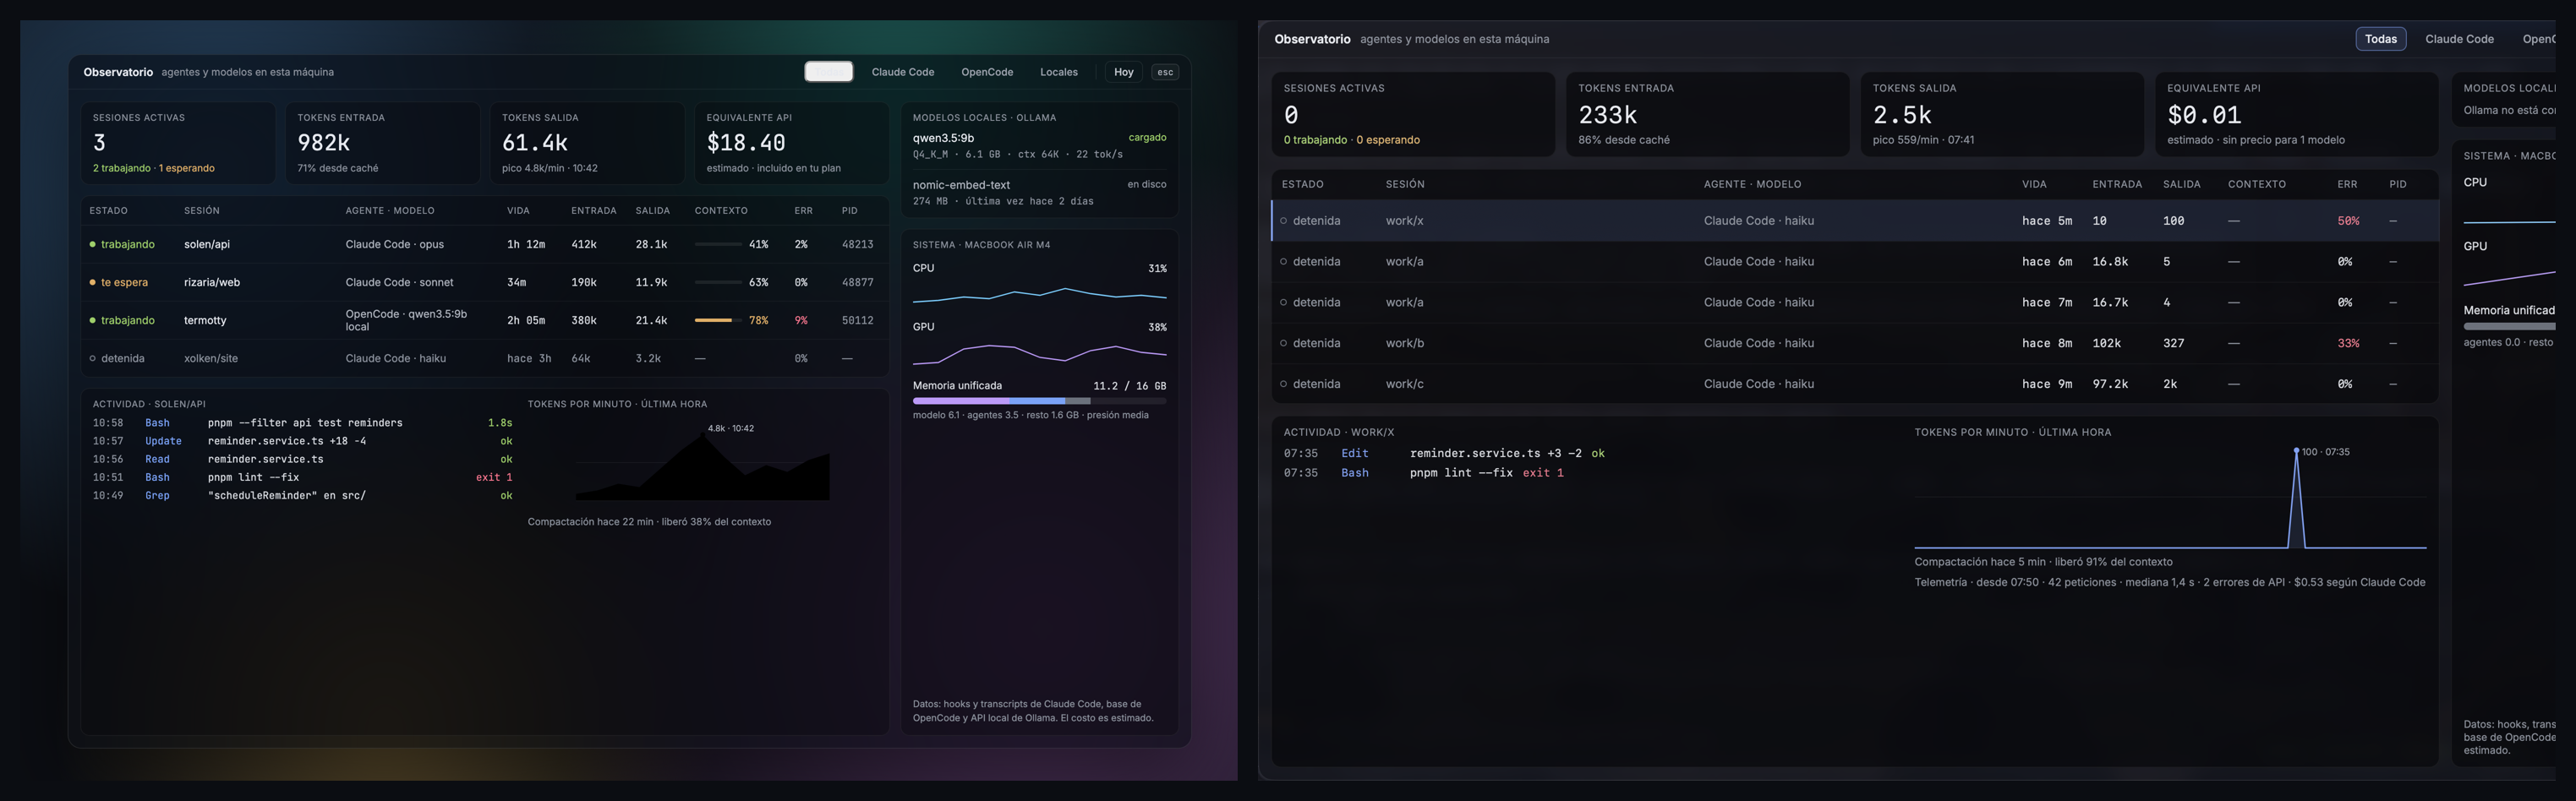 Observatorio agentes y modelos en esta máquina
Claude Code OpenCode Locales Hoy esc
SESIONES ACTIVAS
3
2 trabajando · 1 esperando
TOKENS ENTRADA
982k
71% desde caché
TOKENS SALIDA
61.4k
pico 4.8k/min · 10:42
EQUIVALENTE API
$18.40
estimado · incluido en tu plan
MODELOS LOCALES · OLLAMA
qwen3.5:9b cargado
Q4_K_M · 6.1 GB · ctx 64K · 22 tok/s
nomic-embed-text en disco
274 MB · última vez hace 2 días
ESTADO SESIÓN AGENTE · MODELO VIDA ENTRADA SALIDA CONTEXTO ERR PID
trabajando solen/api Claude Code · opus 1h 12m 412k 28.1k 41% 2% 48213
te espera rizaria/web Claude Code · sonnet 34m 190k 11.9k 63% 0% 48877
trabajando termotty OpenCode · qwen3.5:9b local 2h 05m 380k 21.4k 78% 9% 50112
detenida xolken/site Claude Code · haiku hace 3h 64k 3.2k — 0% —
SISTEMA · MACBOOK AIR M4
CPU 31%
GPU 38%
Memoria unificada 11.2 / 16 GB
modelo 6.1 · agentes 3.5 · resto 1.6 GB · presión media
ACTIVIDAD · SOLEN/API
10:58 Bash pnpm --filter api test reminders 1.8s
10:57 Update reminder.service.ts +18 -4 ok
10:56 Read reminder.service.ts ok
10:51 Bash pnpm lint --fix exit 1
10:49 Grep "scheduleReminder" en src/ ok
TOKENS POR MINUTO · ÚLTIMA HORA
4.8k · 10:42
Compactación hace 22 min · liberó 38% del contexto
Datos: hooks y transcripts de Claude Code, base de
OpenCode y API local de Ollama. El costo es estimado.
Observatorio agentes y modelos en esta máquina
Todas Claude Code OpenC
SESIONES ACTIVAS
0
0 trabajando · 0 esperando
TOKENS ENTRADA
233k
86% desde caché
TOKENS SALIDA
2.5k
pico 559/min · 07:41
EQUIVALENTE API
$0.01
estimado · sin precio para 1 modelo
MODELOS LOCALI
Ollama no está cor
ESTADO SESIÓN AGENTE · MODELO VIDA ENTRADA SALIDA CONTEXTO ERR PID
detenida work/x Claude Code · haiku hace 5m 10 100 — 50% —
detenida work/a Claude Code · haiku hace 6m 16.8k 5 — 0% —
detenida work/a Claude Code · haiku hace 7m 16.7k 4 — 0% —
detenida work/b Claude Code · haiku hace 8m 102k 327 — 33% —
detenida work/c Claude Code · haiku hace 9m 97.2k 2k — 0% —
SISTEMA · MACBO
CPU
GPU
Memoria unificad
agentes 0.0 · resto
ACTIVIDAD · WORK/X
07:35 Edit reminder.service.ts +3 −2 ok
07:35 Bash pnpm lint --fix exit 1
TOKENS POR MINUTO · ÚLTIMA HORA
100 · 07:35
Compactación hace 5 min · liberó 91% del contexto
Telemetría · desde 07:50 · 42 peticiones · mediana 1,4 s · 2 errores de API · $0.53 según Claude Code
Datos: hooks, trans
base de OpenCode
estimado.